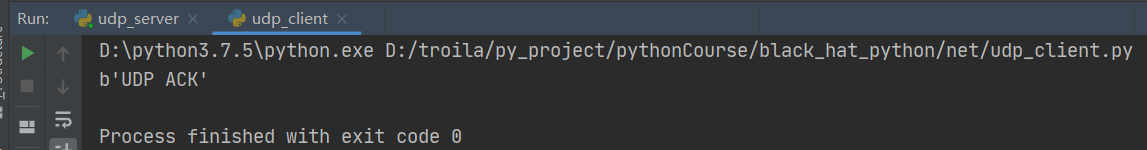 Run: udp_server × udp_client ×
D:\python3.7.5\python.exe D:/troila/py_project/pythonCourse/black_hat_python/net/udp_client.py
b'UDP ACK'
Process finished with exit code 0